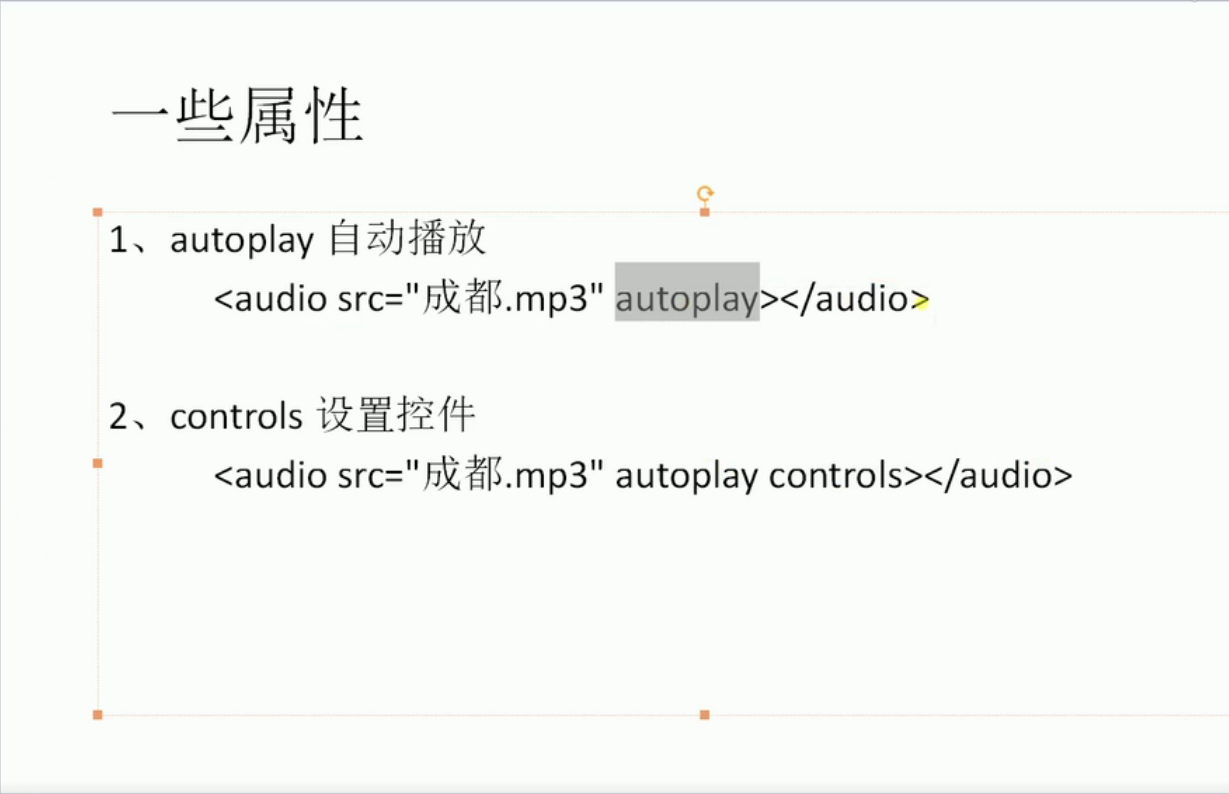 一些属性
1、autoplay 自动播放
<audio src="成都.mp3" autoplay></audio>
2、controls 设置控件
<audio src="成都.mp3" autoplay controls></audio>